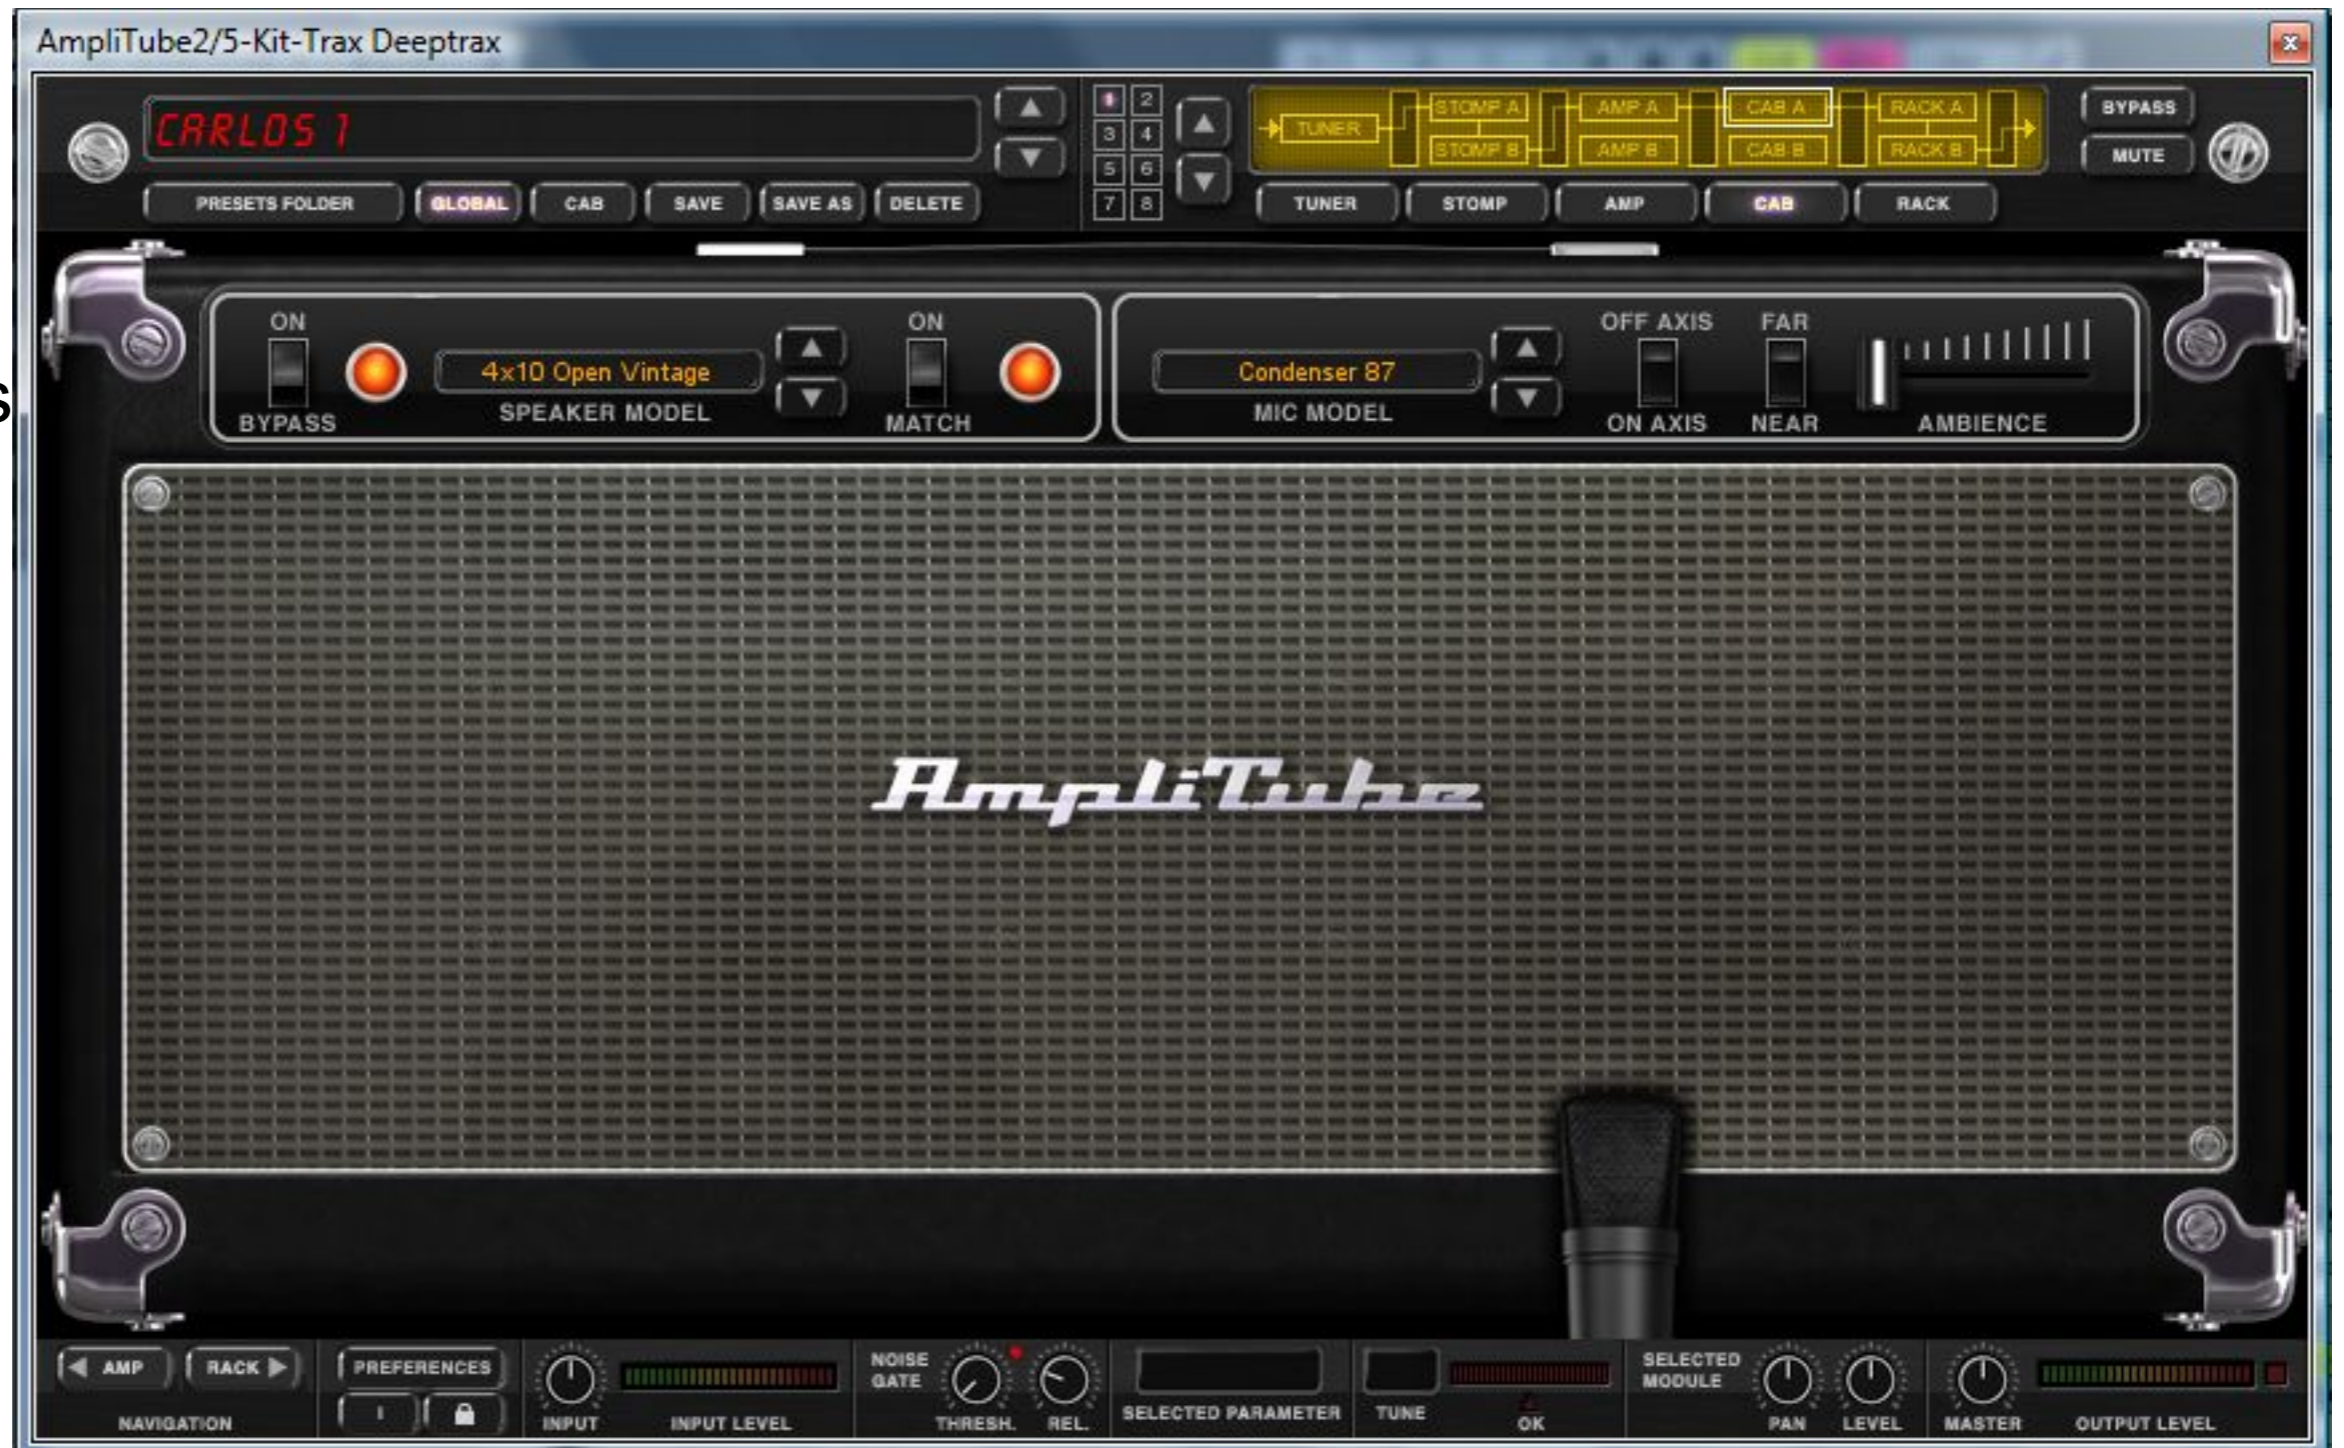 AmpliTube2/5-Kit-Trax Deeptrax
CARLOS 1
PRESETS FOLDER GLOBAL CAB SAVE SAVE AS DELETE
1 2
3 4
5 6
7 8
TUNER STOMP A AMP A CAB A RACK A
STOMP B AMP B CAB B RACK B
TUNER STOMP AMP CAB RACK
BYPASS
MUTE
ON
BYPASS
4x10 Open Vintage
SPEAKER MODEL
ON
MATCH
Condenser 87
MIC MODEL
OFF AXIS
ON AXIS
FAR
NEAR
AMBIENCE
s
AmpliTube
AMP RACK
NAVIGATION
PREFERENCES
I
INPUT
INPUT LEVEL
NOISE
GATE
THRESH. REL.
SELECTED PARAMETER
TUNE
OK
SELECTED
MODULE
PAN LEVEL
MASTER
OUTPUT LEVEL